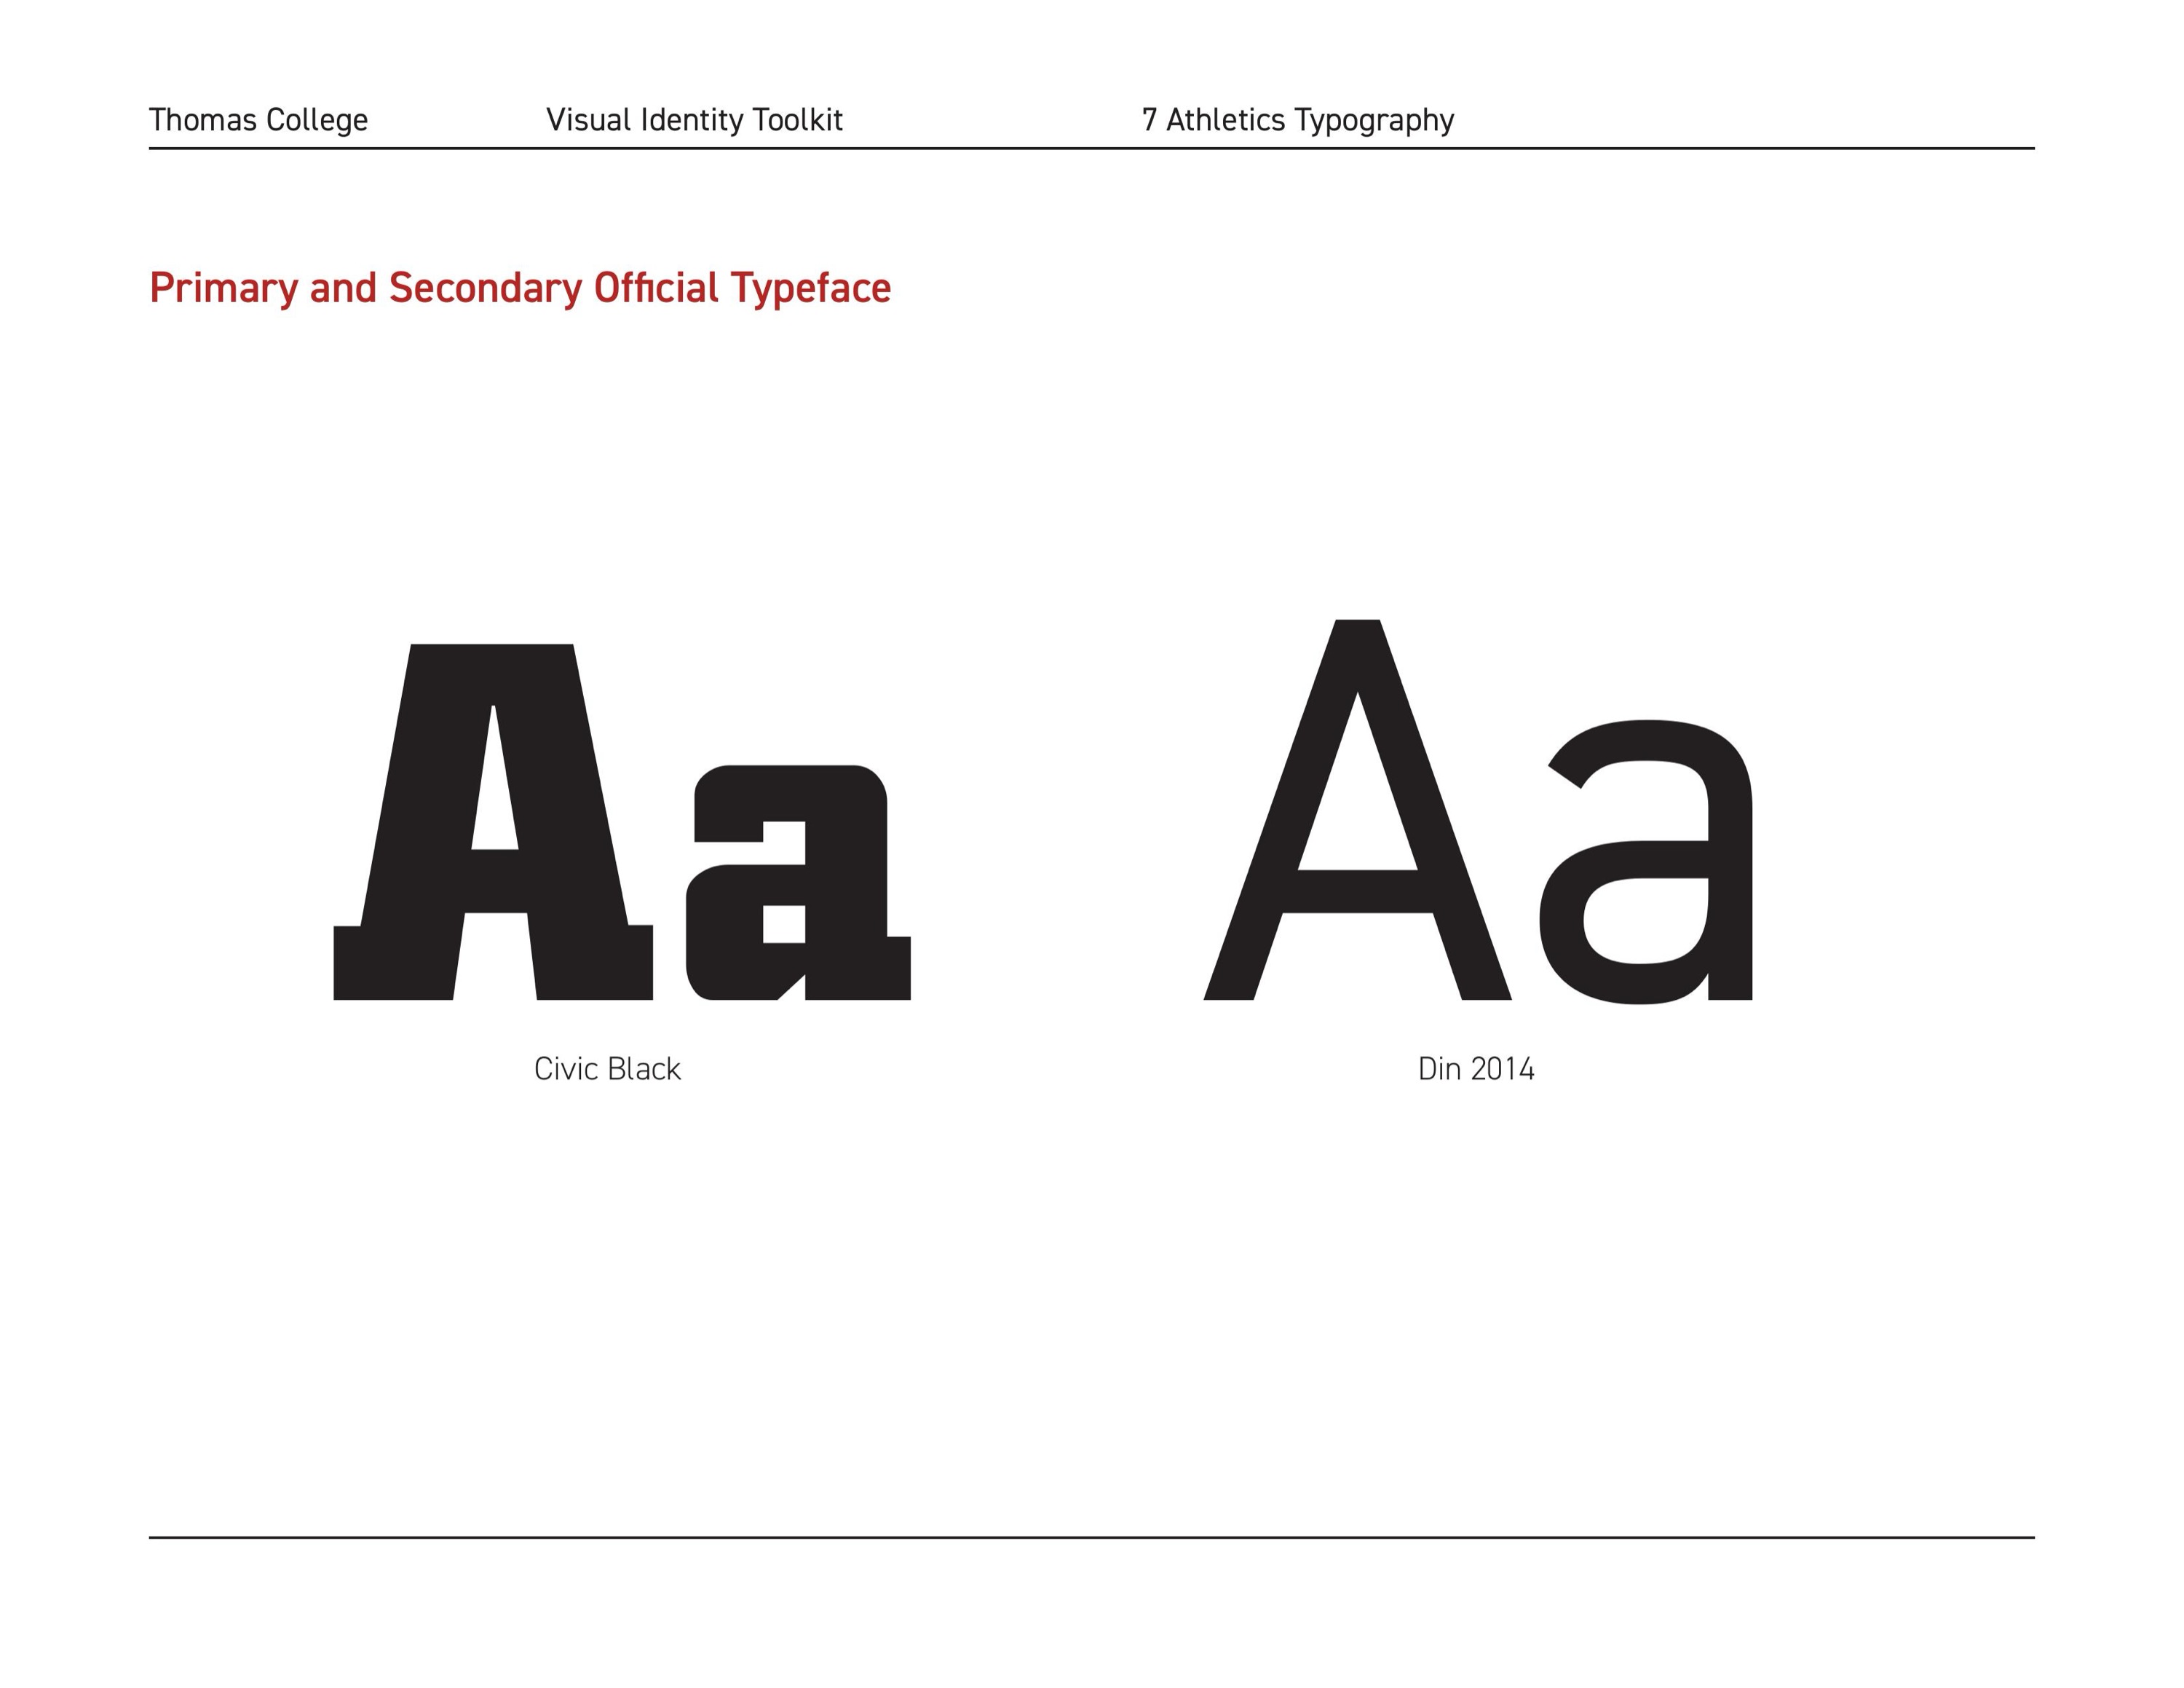 Thomas College Visual Identity Toolkit 7 Athletics Typography
Primary and Secondary Official Typeface
Aa Aa
Civic Black Din 2014